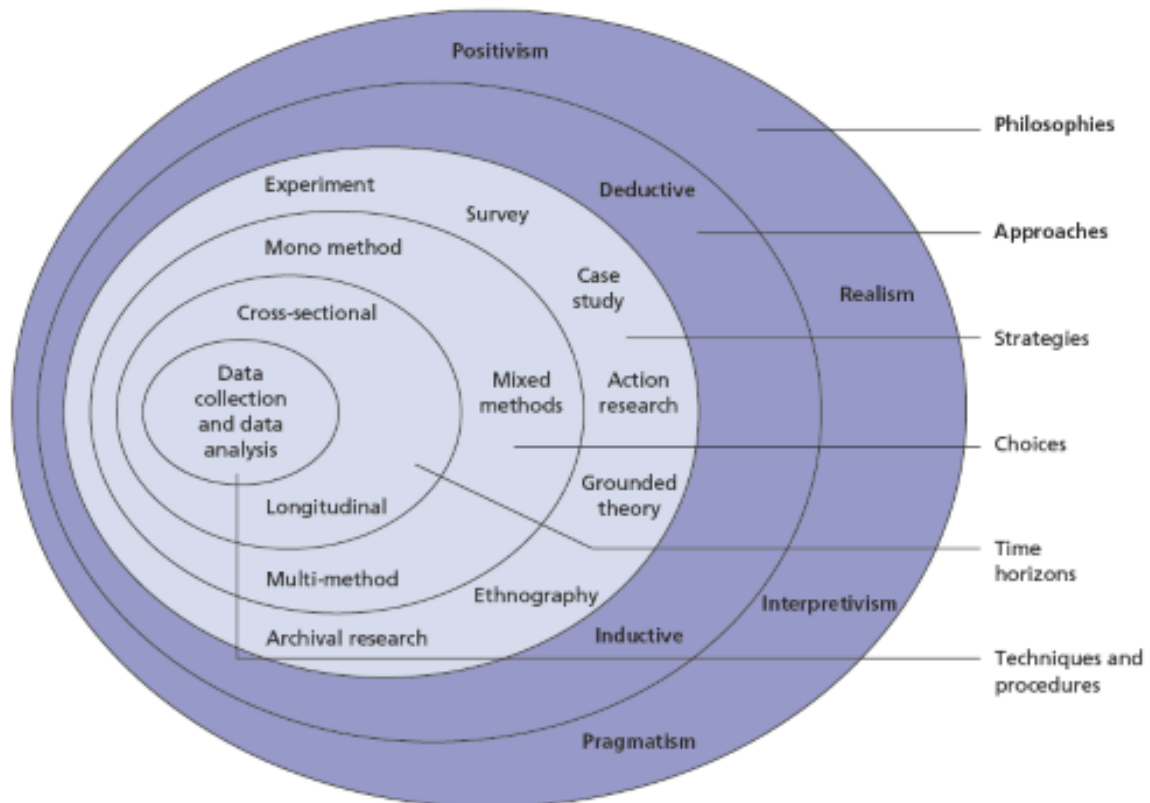 Positivism
Philosophies
Experiment
Deductive
Survey
Approaches
Mono method
Case
study
Realism
Cross-sectional
Strategies
Data
collection
and data
analysis
Mixed
methods
Action
research
Choices
Grounded
theory
Longitudinal
Time
horizons
Multi-method
Ethnography
Interpretivism
Archival research
Inductive
Techniques and
procedures
Pragmatism